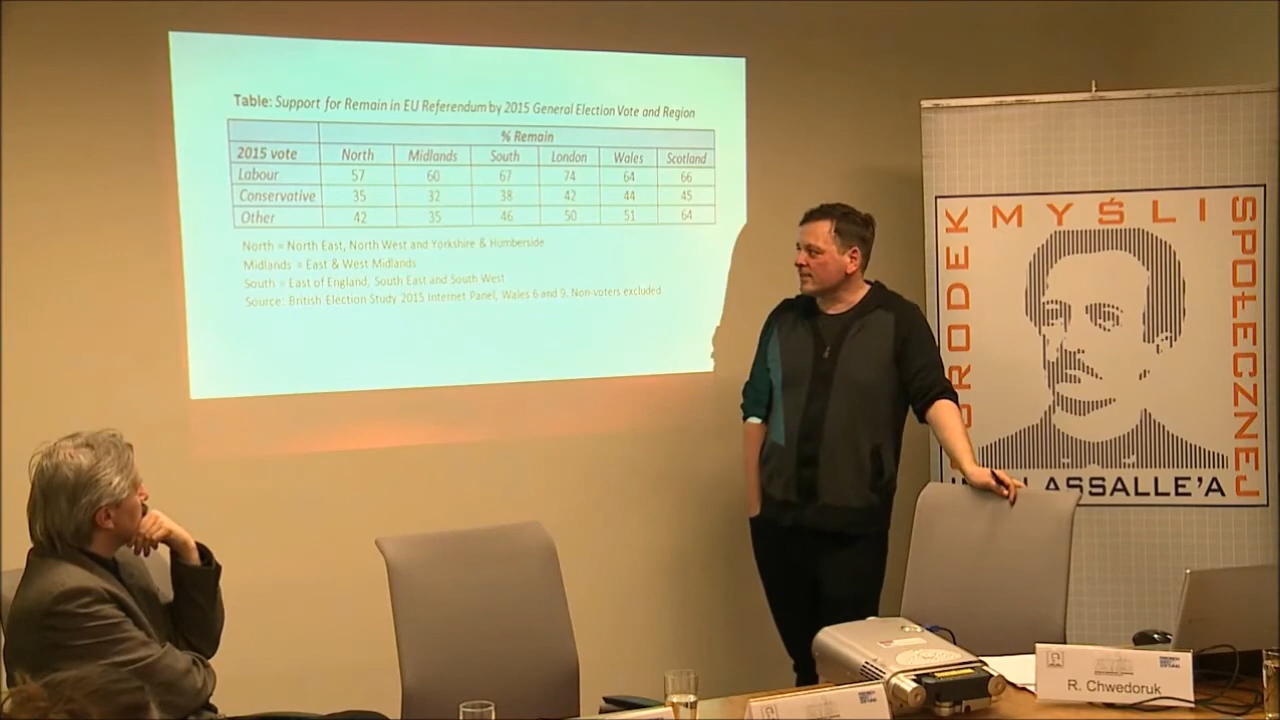 Table: Support for Remain in EU Referendum by 2015 General Election Vote and Region
% Remain
2015 vote North Midlands South London Wales Scotland
Labour 57 60 67 74 64 66
Conservative 35 32 38 42 44 45
Other 42 35 46 50 51 64
North = North East, North West and Yorkshire & Humberside
Midlands = East & West Midlands
South = East of England, South East and South West
Source: British Election Study 2015 Internet Panel, Wales 6 and 9. Non-voters excluded
RODEK
MYŚLI
SPOŁECZNEJ
LASSALLE'A
R. Chwedoruk